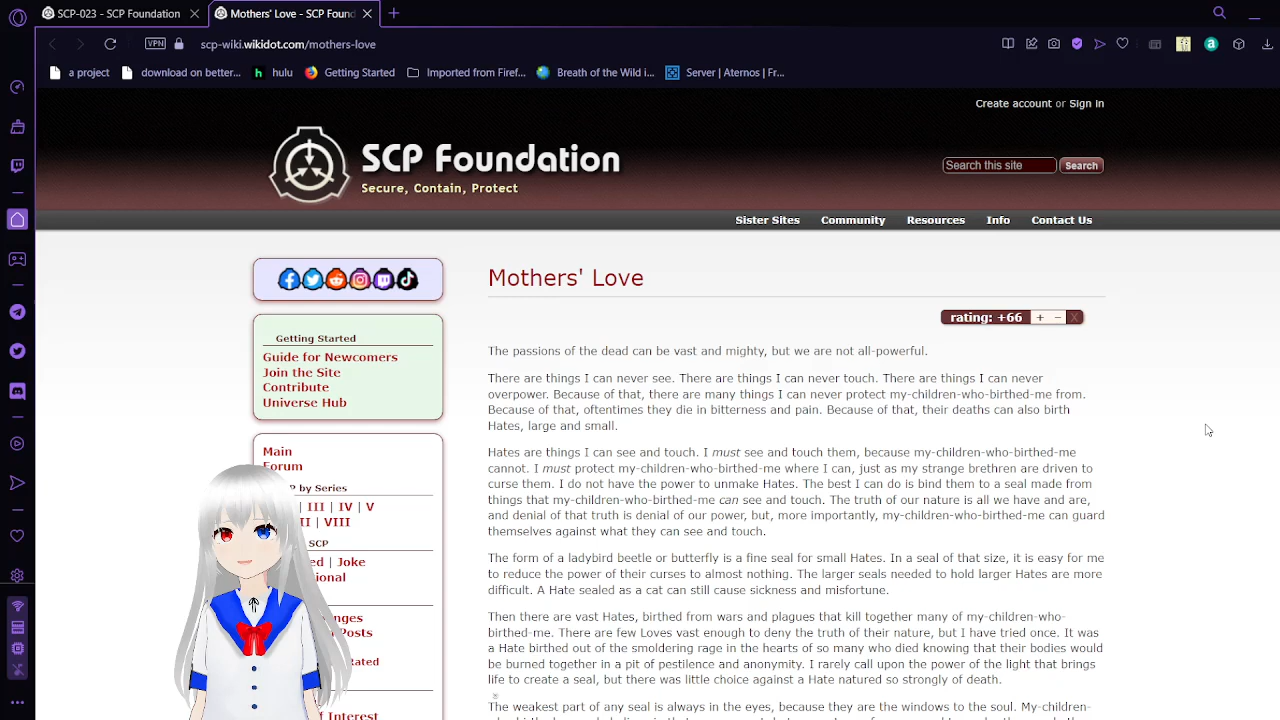 SCP-023 - SCP Foundation
Mothers' Love - SCP Found
VPN
scp-wiki.wikidot.com/mothers-love
a project
download on better...
hulu
Getting Started
Imported from Firef...
Breath of the Wild i...
Server | Aternos | Fr...
Create account or Sign in
SCP Foundation
Secure, Contain, Protect
Search this site
Search
Sister Sites
Community
Resources
Info
Contact Us
Getting Started
Guide for Newcomers
Join the Site
Contribute
Universe Hub
Main
Forum
P by Series
| III | IV | V
II | VIII
SCP
ed | Joke
ional
nges
Posts
Rated
f Interest
Mothers' Love
rating: +66 + – X
The passions of the dead can be vast and mighty, but we are not all-powerful.
There are things I can never see. There are things I can never touch. There are things I can never
overpower. Because of that, there are many things I can never protect my-children-who-birthed-me from.
Because of that, oftentimes they die in bitterness and pain. Because of that, their deaths can also birth
Hates, large and small.
Hates are things I can see and touch. I must see and touch them, because my-children-who-birthed-me
cannot. I must protect my-children-who-birthed-me where I can, just as my strange brethren are driven to
curse them. I do not have the power to unmake Hates. The best I can do is bind them to a seal made from
things that my-children-who-birthed-me can see and touch. The truth of our nature is all we have and are,
and denial of that truth is denial of our power, but, more importantly, my-children-who-birthed-me can guard
themselves against what they can see and touch.
The form of a ladybird beetle or butterfly is a fine seal for small Hates. In a seal of that size, it is easy for me
to reduce the power of their curses to almost nothing. The larger seals needed to hold larger Hates are more
difficult. A Hate sealed as a cat can still cause sickness and misfortune.
Then there are vast Hates, birthed from wars and plagues that kill together many of my-children-who-
birthed-me. There are few Loves vast enough to deny the truth of their nature, but I have tried once. It was
a Hate birthed out of the smoldering rage in the hearts of so many who died knowing that their bodies would
be burned together in a pit of pestilence and anonymity. I rarely call upon the power of the light that brings
life to create a seal, but there was little choice against a Hate natured so strongly of death.
The weakest part of any seal is always in the eyes, because they are the windows to the soul. My-children-